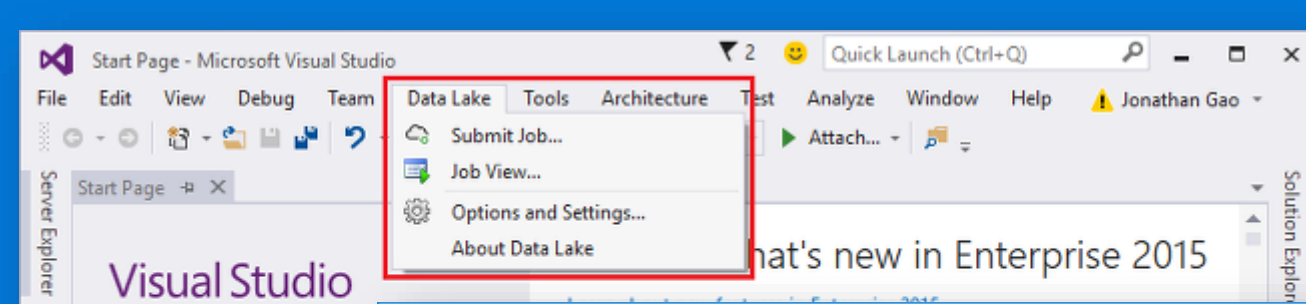 Start Page - Microsoft Visual Studio
2
Quick Launch (Ctrl+Q)
File Edit View Debug Team Data Lake Tools Architecture Test Analyze Window Help Jonathan Gao
Attach...
Submit Job...
Job View...
Options and Settings...
About Data Lake
Start Page
Server Explorer
Solution Explor
Visual Studio
hat's new in Enterprise 2015